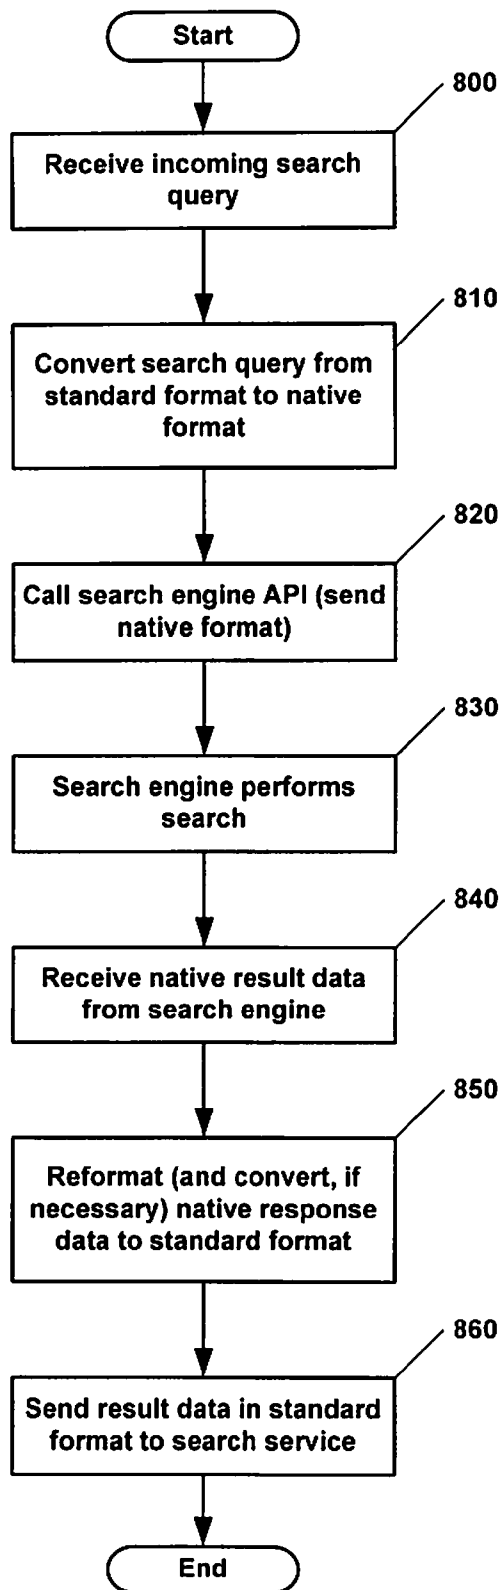 Start
800
Receive incoming search
query
810
Convert search query from
standard format to native
format
820
Call search engine API (send
native format)
830
Search engine performs
search
840
Receive native result data
from search engine
850
Reformat (and convert, if
necessary) native response
data to standard format
860
Send result data in standard
format to search service
End